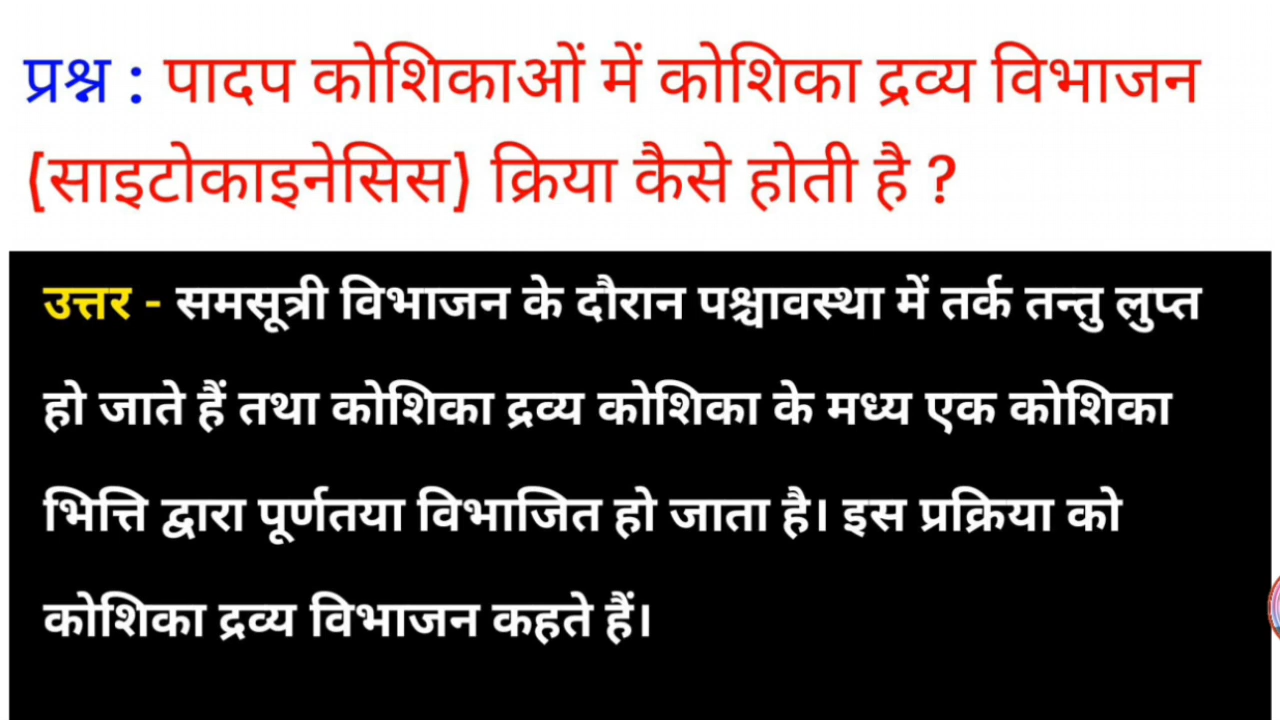 प्रश्न : पादप कोशिकाओं में कोशिका द्रव्य विभाजन
(साइटोकाइनेसिस) क्रिया कैसे होती है ?
उत्तर - समसूत्री विभाजन के दौरान पश्चावस्था में तर्क तन्तु लुप्त
हो जाते हैं तथा कोशिका द्रव्य कोशिका के मध्य एक कोशिका
भित्ति द्वारा पूर्णतया विभाजित हो जाता है। इस प्रक्रिया को
कोशिका द्रव्य विभाजन कहते हैं।